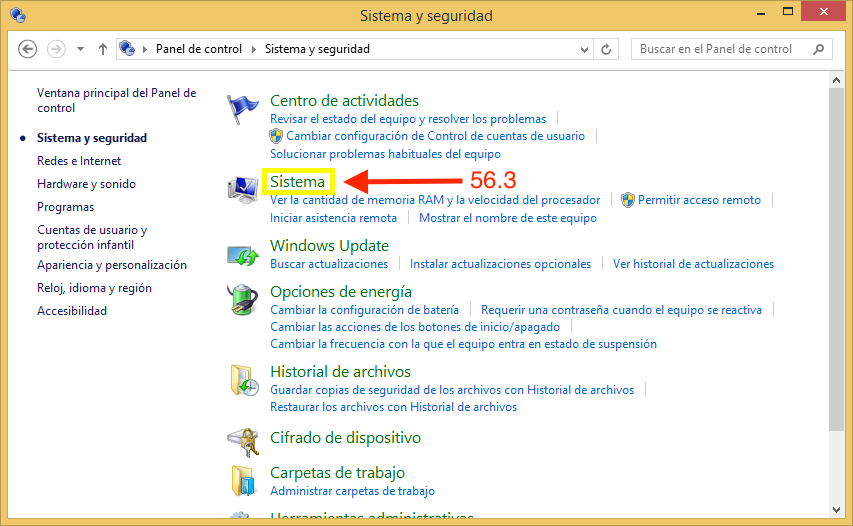 Sistema y seguridad
Panel de control Sistema y seguridad
Buscar en el Panel de control
Ventana principal del Panel de
control
Sistema y seguridad
Redes e Internet
Hardware y sonido
Programas
Cuentas de usuario y
protección infantil
Apariencia y personalización
Reloj, idioma y región
Accesibilidad
Centro de actividades
Revisar el estado del equipo y resolver los problemas
Cambiar configuración de Control de cuentas de usuario
Solucionar problemas habituales del equipo
Sistema 56.3
Ver la cantidad de memoria RAM y la velocidad del procesador Permitir acceso remoto
Iniciar asistencia remota Mostrar el nombre de este equipo
Windows Update
Buscar actualizaciones Instalar actualizaciones opcionales Ver historial de actualizaciones
Opciones de energía
Cambiar la configuración de batería Requerir una contraseña cuando el equipo se reactiva
Cambiar las acciones de los botones de inicio/apagado
Cambiar la frecuencia con la que el equipo entra en estado de suspensión
Historial de archivos
Guardar copias de seguridad de los archivos con Historial de archivos
Restaurar los archivos con Historial de archivos
Cifrado de dispositivo
Carpetas de trabajo
Administrar carpetas de trabajo
Herramientas administrativas